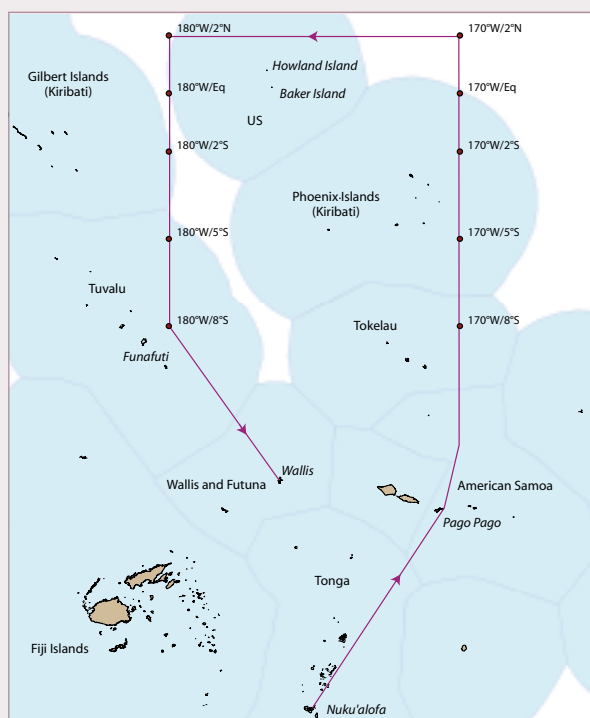 180°W/2°N
170°W/2°N
Howland Island
Gilbert Islands
(Kiribati)
180°W/Eq
Baker Island
170°W/Eq
US
180°W/2°S
170°W/2°S
Phoenix-Islands
(Kiribati)
180°W/5°S
170°W/5°S
Tuvalu
180°W/8°S
Tokelau
170°W/8°S
Funafuti
Wallis
Wallis and Futuna
American Samoa
Pago Pago
Tonga
Fiji Islands
Nuku'alofa